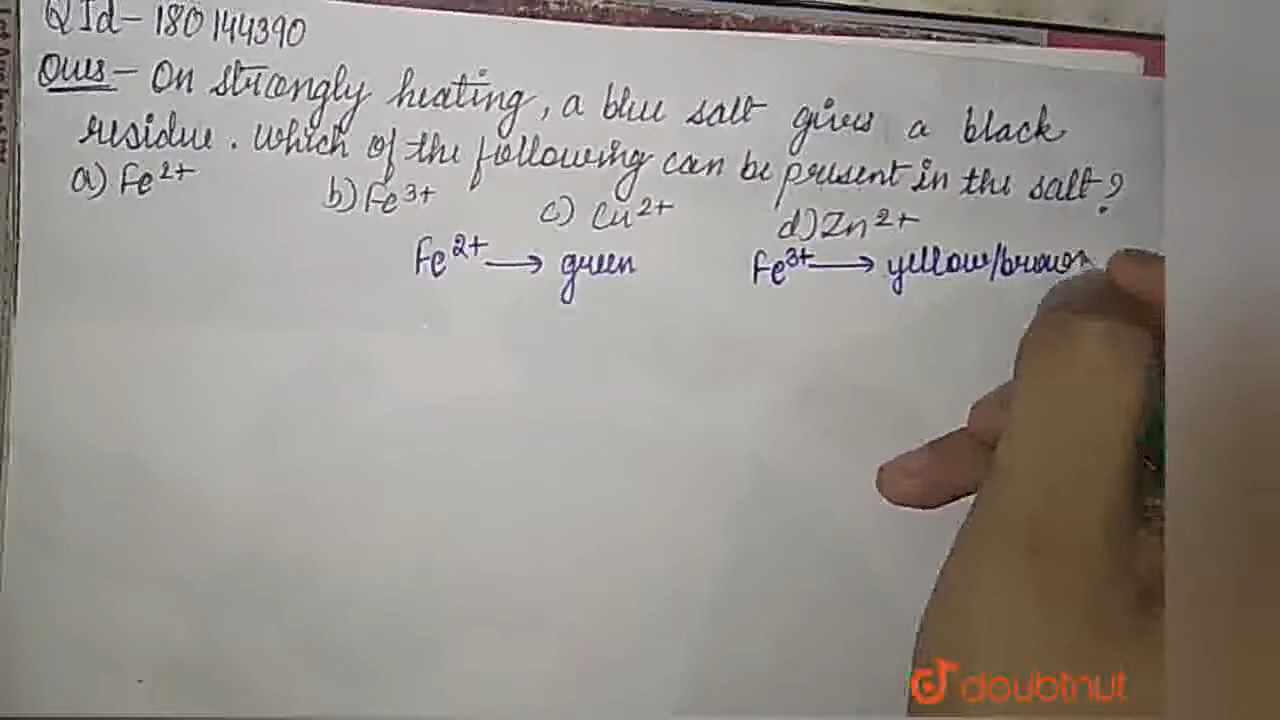 QId-180144390
Ques- On strongly heating, a blue salt gives a black
residue. Which of the following can be present in the salt?
a) Fe2+ b) Fe3+ c) Cu2+ d) Zn2+
Fe2+ → green Fe3+ → yellow/brown
doubtnut